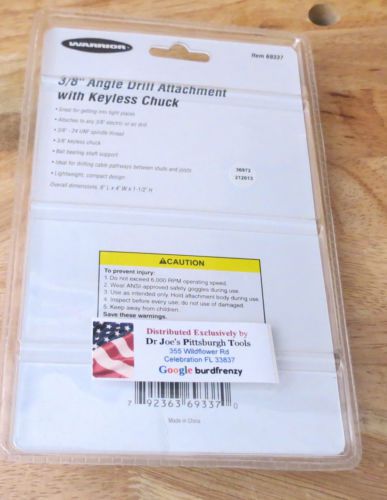 WARRIOR
Item 69337
3/8" Angle Drill Attachment
with Keyless Chuck
• Great for getting into tight places
• Attaches to any 3/8" electric or air drill
• 3/8" - 24 UNF spindle thread
• 3/8" keyless chuck
• Ball bearing shaft support
• Ideal for drilling cable pathways between studs and joists
• Lightweight, compact design
36973
212613
Overall dimensions: 8" L x 4" W x 1-1/2" H
CAUTION
To prevent injury:
1. Do not exceed 6,000 RPM operating speed.
2. Wear ANSI approved safety goggles during use.
3. Use as intended only. Hold attachment body during use.
4. Inspect before every use; do not use if damaged.
5. Keep away from children.
Save these warnings.
Distributed Exclusively by
Dr Joe's Pittsburgh Tools
355 Wildflower Rd
Celebration FL 33837
Google burdfrenzy
7 92363 69337 0
Made in China